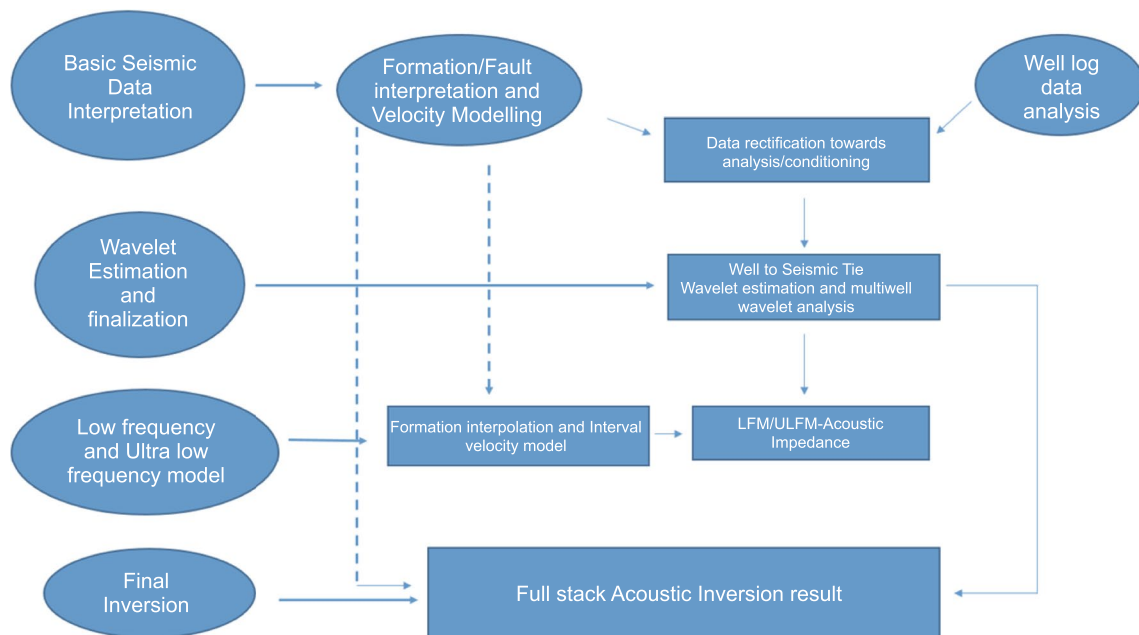 Basic Seismic
Data
Interpretation
Formation/Fault
interpretation and
Velocity Modelling
Well log
data
analysis
Data rectification towards
analysis/conditioning
Wavelet
Estimation
and
finalization
Well to Seismic Tie
Wavelet estimation and multiwell
wavelet analysis
Low frequency
and Ultra low
frequency model
Formation interpolation and Interval
velocity model
LFM/ULFM-Acoustic
Impedance
Final
Inversion
Full stack Acoustic Inversion result